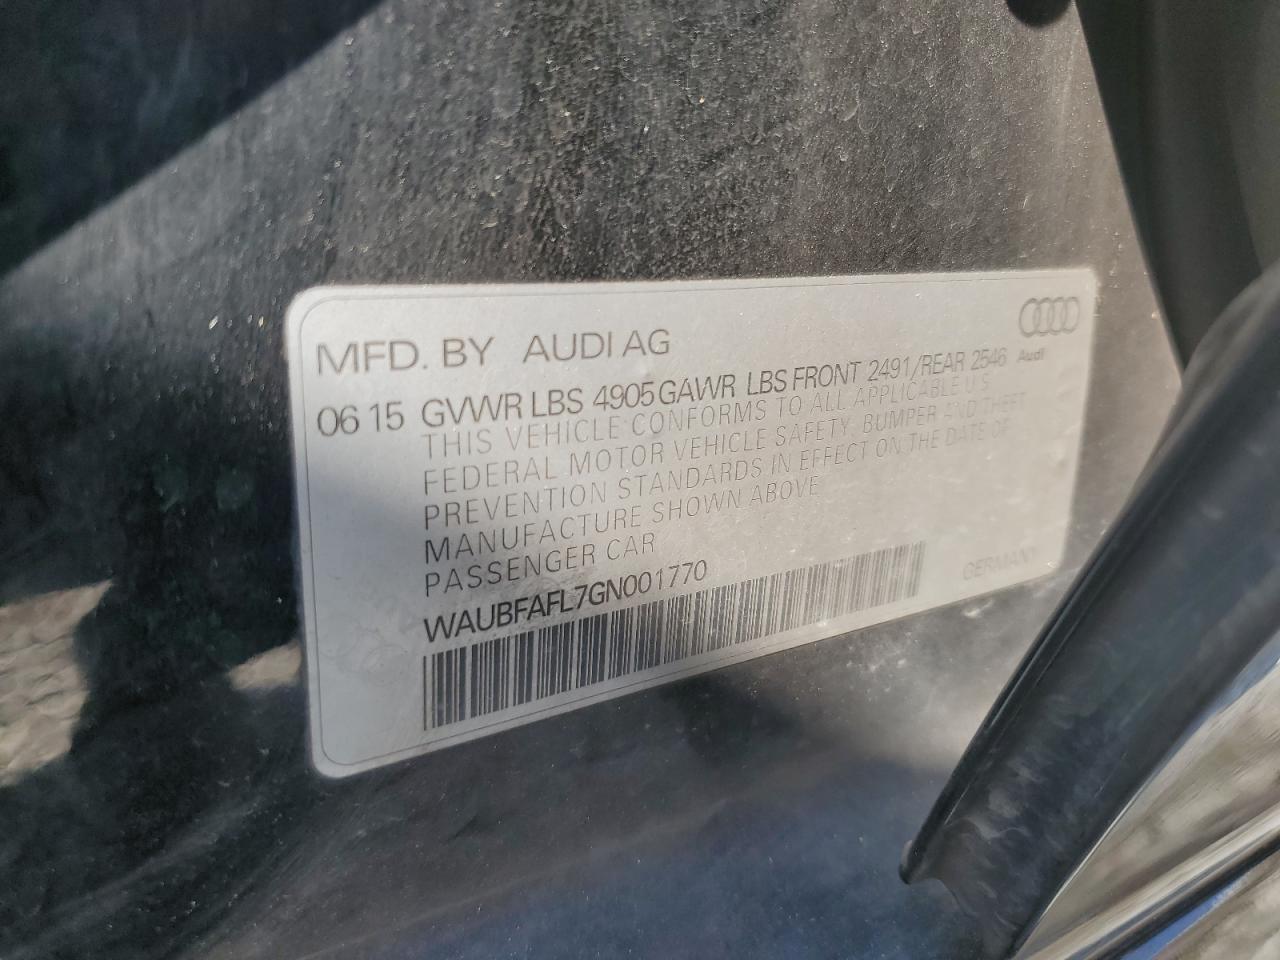 MFD. BY AUDI AG
Audi
06 15 GVWR LBS 4905 GAWR LBS FRONT 2491/REAR 2546
THIS VEHICLE CONFORMS TO ALL APPLICABLE U.S
FEDERAL MOTOR VEHICLE SAFETY, BUMPER AND THEFT
PREVENTION STANDARDS IN EFFECT ON THE DATE OF
MANUFACTURE SHOWN ABOVE
PASSENGER CAR
WAUBFAFL7GN001770
GERMANY